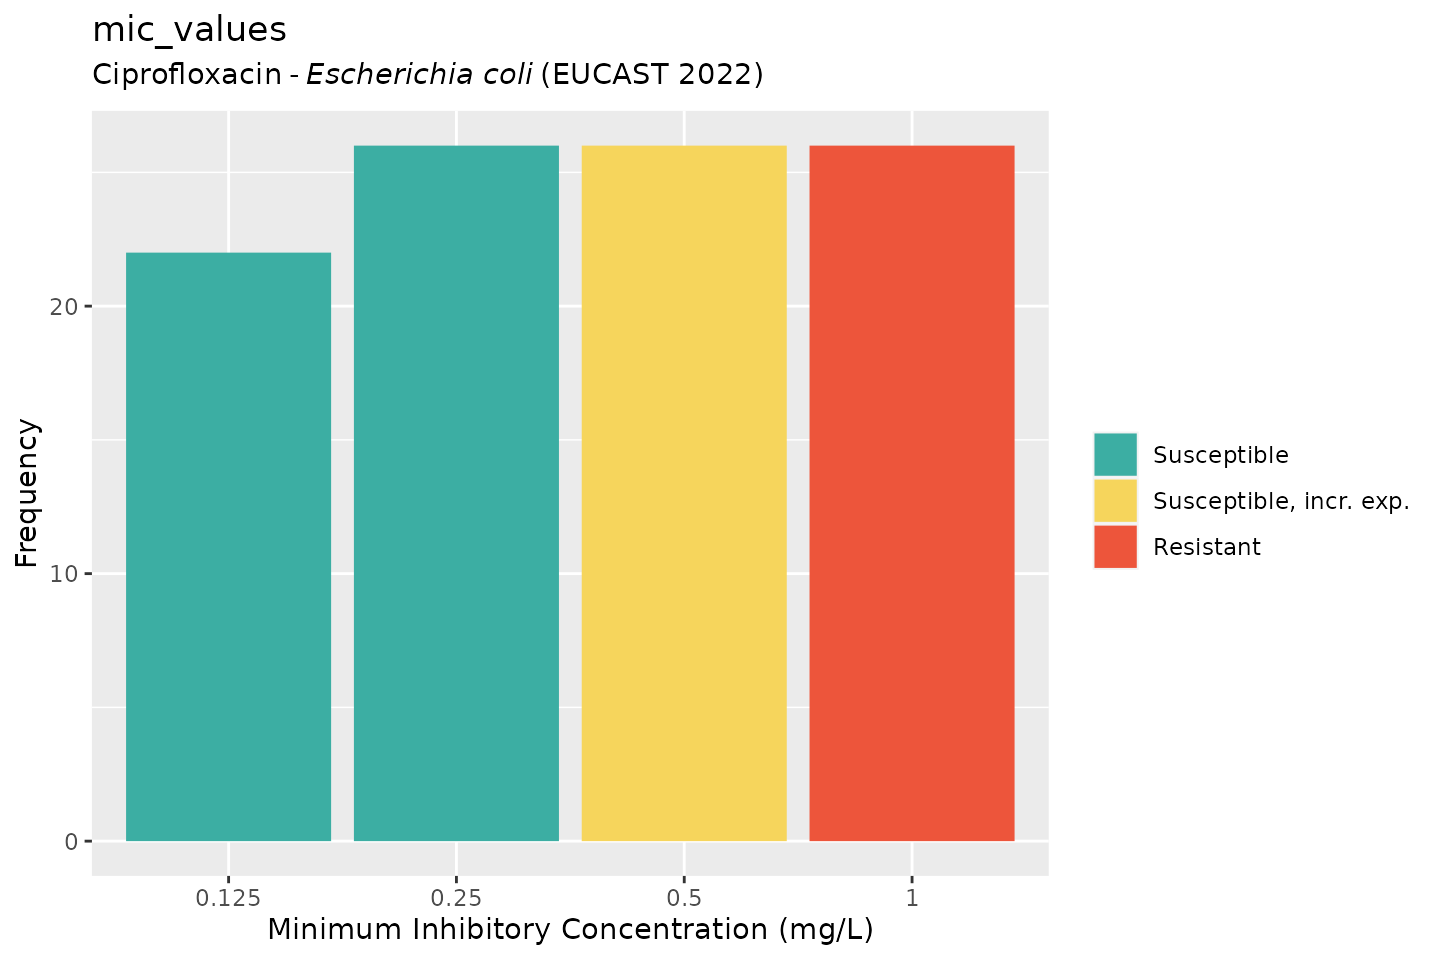 mic_values
Ciprofloxacin - Escherichia coli (EUCAST 2022)
Frequency
20
10
0
0.125
0.25
0.5
1
Minimum Inhibitory Concentration (mg/L)
Susceptible
Susceptible, incr. exp.
Resistant